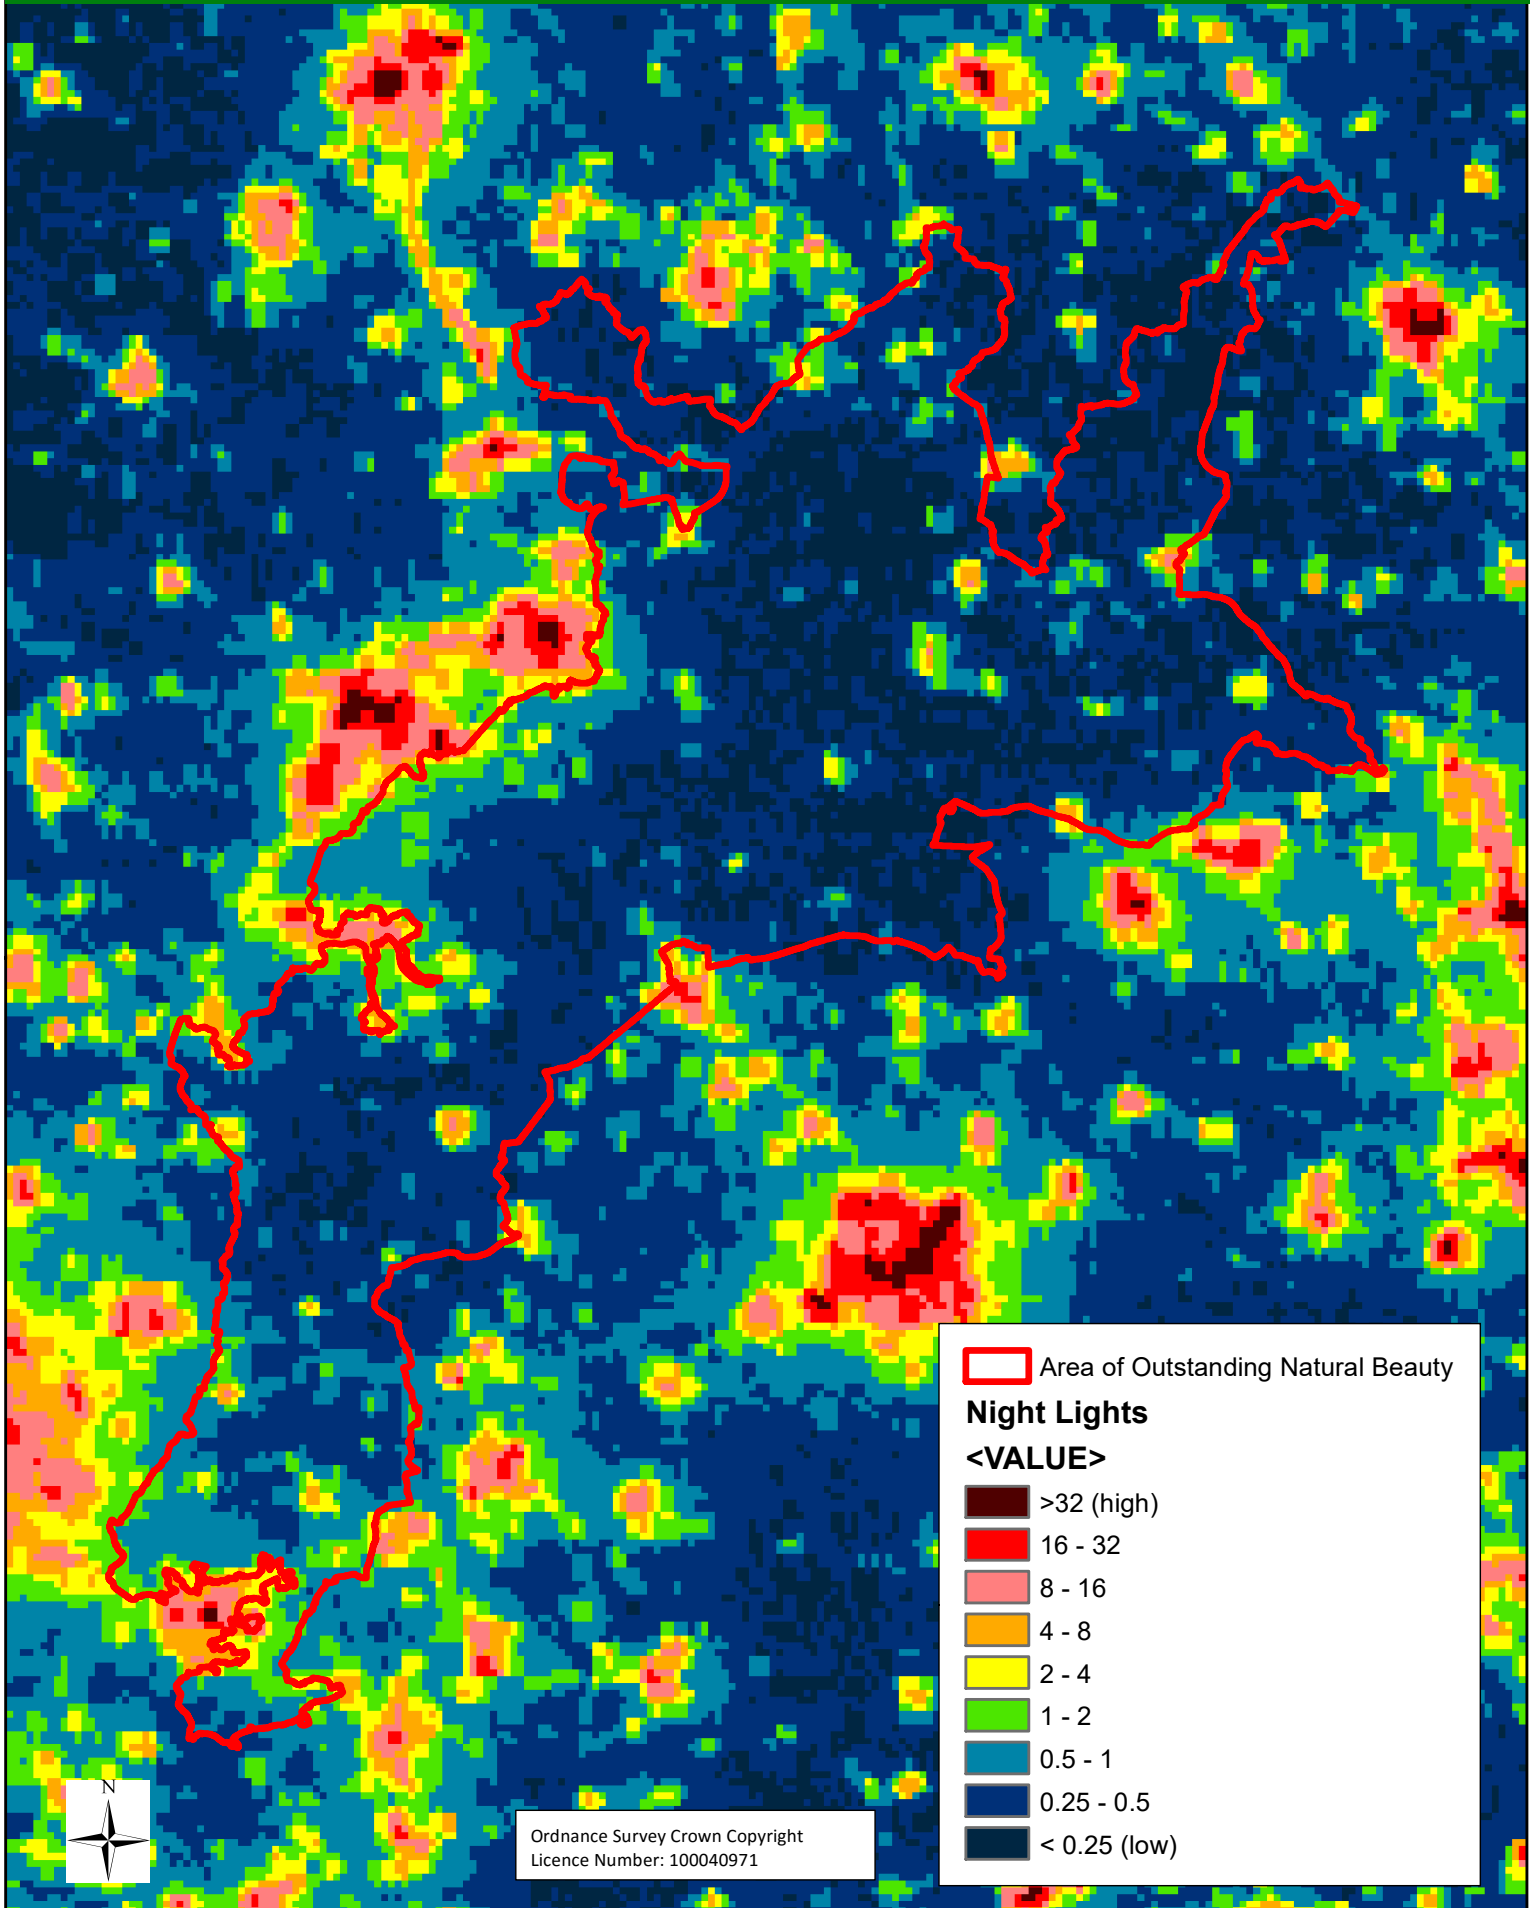 Area of Outstanding Natural Beauty
Night Lights
<VALUE>
>32 (high)
16 - 32
8 - 16
4 - 8
2 - 4
1 - 2
0.5 - 1
0.25 - 0.5
< 0.25 (low)
N
Ordnance Survey Crown Copyright
Licence Number: 100040971